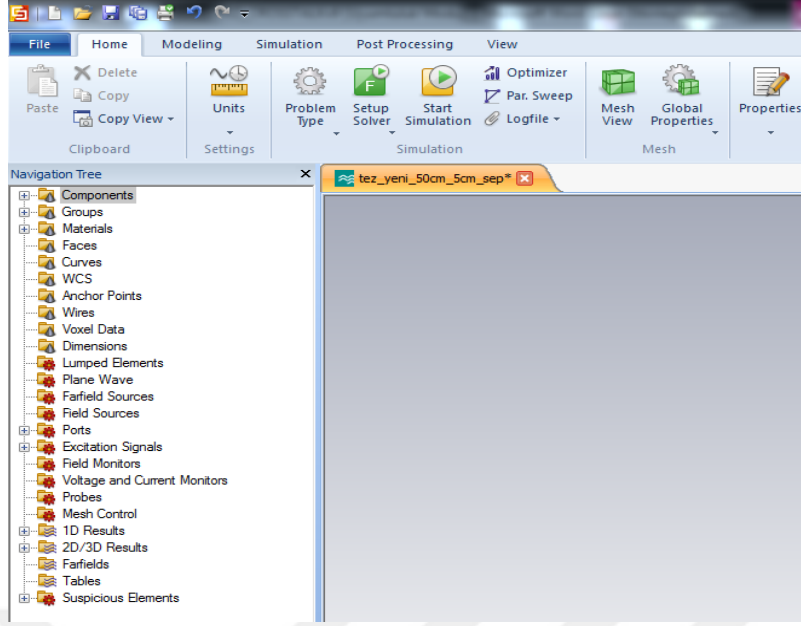 File Home Modeling Simulation Post Processing View
Paste
Delete
Copy
Copy View
Clipboard
Units
Settings
Problem Type
Setup Solver
F
Start Simulation
Optimizer
Par. Sweep
Logfile
Simulation
Mesh View
Global Properties
Mesh
Properties
Navigation Tree
tez_yeni_50cm_5cm_sep*
Components
Groups
Materials
Faces
Curves
WCS
Anchor Points
Wires
Voxel Data
Dimensions
Lumped Elements
Plane Wave
Farfield Sources
Field Sources
Ports
Excitation Signals
Field Monitors
Voltage and Current Monitors
Probes
Mesh Control
1D Results
2D/3D Results
Farfields
Tables
Suspicious Elements